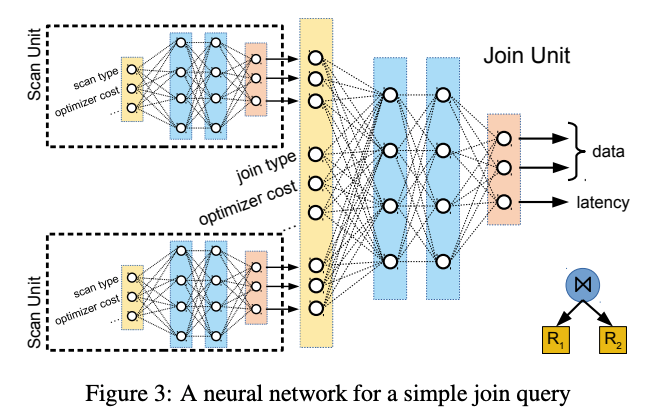 Scan Unit
scan type
optimizer cost
...
Join Unit
join type
optimizer cost
...
data
latency
Scan Unit
scan type
optimizer cost
...
⋈
R1
R2
Figure 3: A neural network for a simple join query